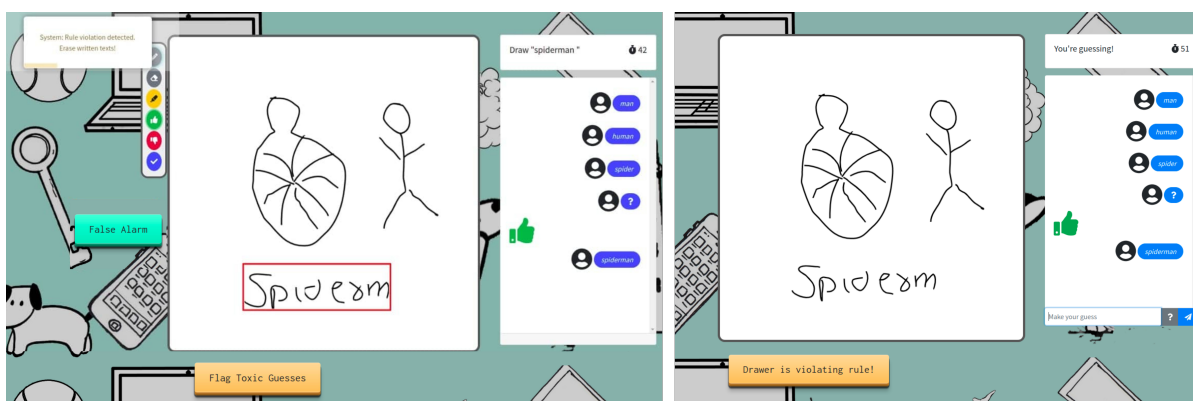 System: Rule violation detected.
Erase written texts!
Draw "spiderman "
42
man
human
spider
?
spiderman
False Alarm
Spiderm
Flag Toxic Guesses
You're guessing!
51
man
human
spider
?
spiderman
Spiderm
Make your guess
?
Drawer is violating rule!